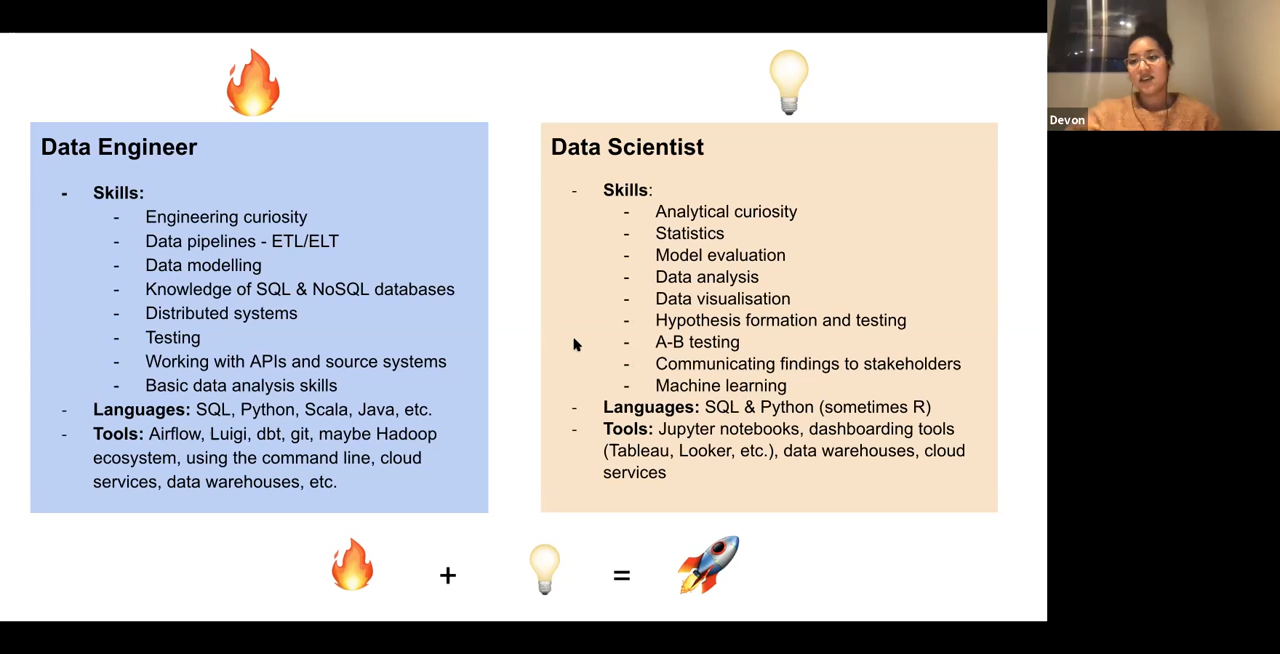 Data Engineer
- Skills:
- Engineering curiosity
- Data pipelines - ETL/ELT
- Data modelling
- Knowledge of SQL & NoSQL databases
- Distributed systems
- Testing
- Working with APIs and source systems
- Basic data analysis skills
- Languages: SQL, Python, Scala, Java, etc.
- Tools: Airflow, Luigi, dbt, git, maybe Hadoop
ecosystem, using the command line, cloud
services, data warehouses, etc.
Data Scientist
- Skills:
- Analytical curiosity
- Statistics
- Model evaluation
- Data analysis
- Data visualisation
- Hypothesis formation and testing
- A-B testing
- Communicating findings to stakeholders
- Machine learning
- Languages: SQL & Python (sometimes R)
- Tools: Jupyter notebooks, dashboarding tools
(Tableau, Looker, etc.), data warehouses, cloud
services
+ =
Devon